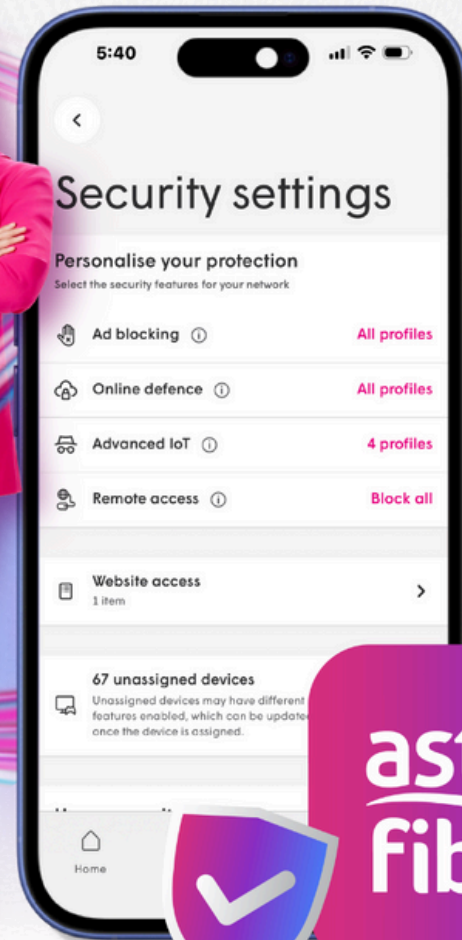 5:40
Security settings
Personalise your protection
Select the security features for your network
Ad blocking All profiles
Online defence All profiles
Advanced IoT 4 profiles
Remote access Block all
Website access
1 item
67 unassigned devices
Unassigned devices may have different
features enabled, which can be
once the device is assigned.
Home